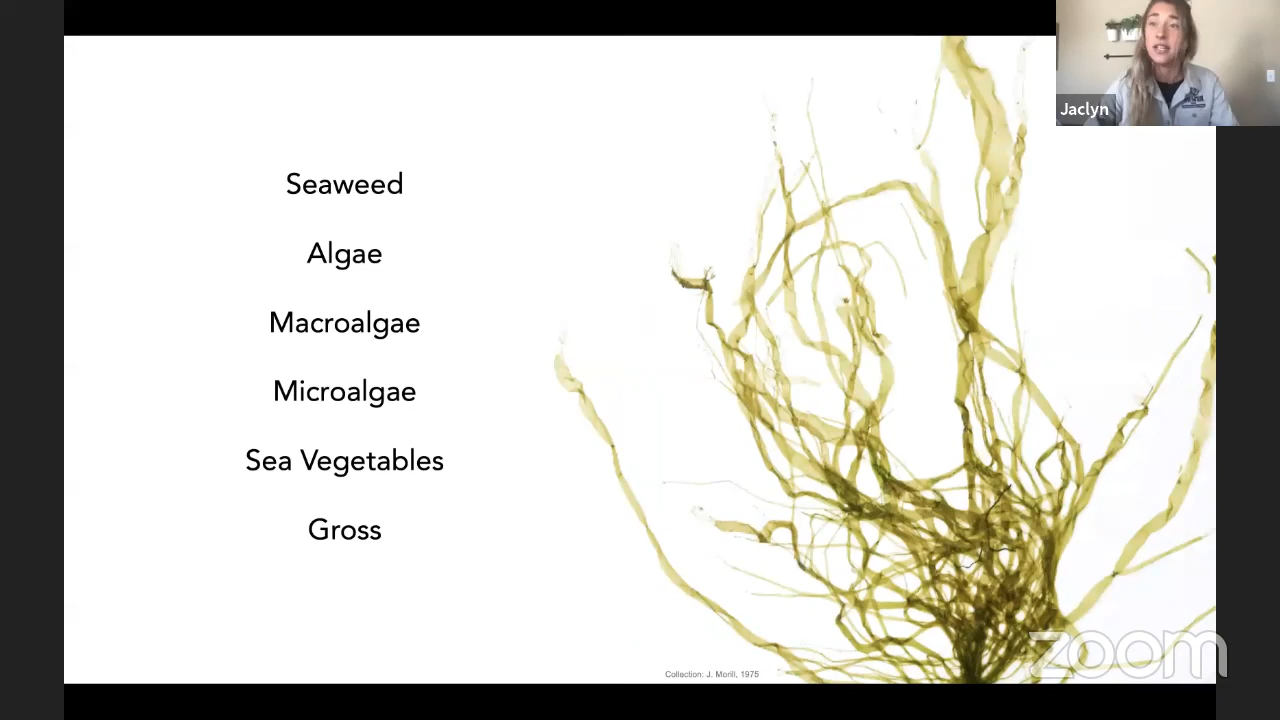 Jaclyn
Seaweed
Algae
Macroalgae
Microalgae
Sea Vegetables
Gross
Collection: J. Morill, 1975
zoom